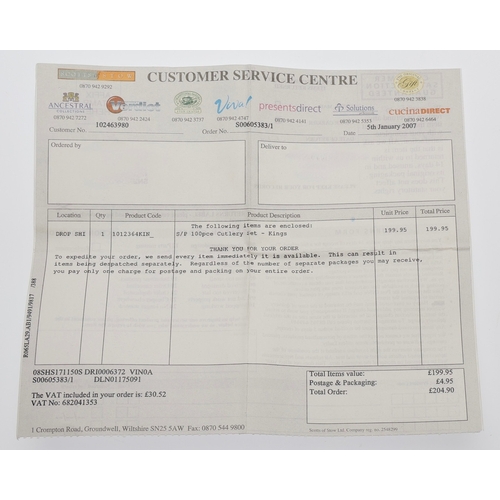 CUSTOMER SERVICE CENTRE
0870 942 9292
0870 942 3838
ANCESTRAL
Viva!
presentsdirect
Solutions
cucinaDIRECT
0870 942 7272
0870 942 2824
0870 942 3737
0870 942 4747
0870 942 4141
0870 942 5353
0870 942 6464
Customer No 102463980
Order No. S00605383/1
Date 5th January 2007
Ordered by
Deliver to
Location Qty Product Code Product Description Unit Price Total Price
The following items are enclosed:
DROP SHI 1 1012364KIN_ S/P 100pce Cutlery Set - Kings 199.95 199.95
THANK YOU FOR YOUR ORDER
To expedite your order, we send every item immediately it is available. This can result in
items being despatched separately. Regardless of the number of separate packages you may receive,
you pay only one charge for postage and packing on your entire order.
08SHS171150S DRI0006372 VIN0A
S00605383/1 DLN01175091
The VAT included in your order is: £30.52
VAT No: 682041353
Total Items value: £199.95
Postage & Packaging: £4.95
Total Order: £204.90
1 Crompton Road, Groundwell, Wiltshire SN25 5AW Fax: 0870 544 9800